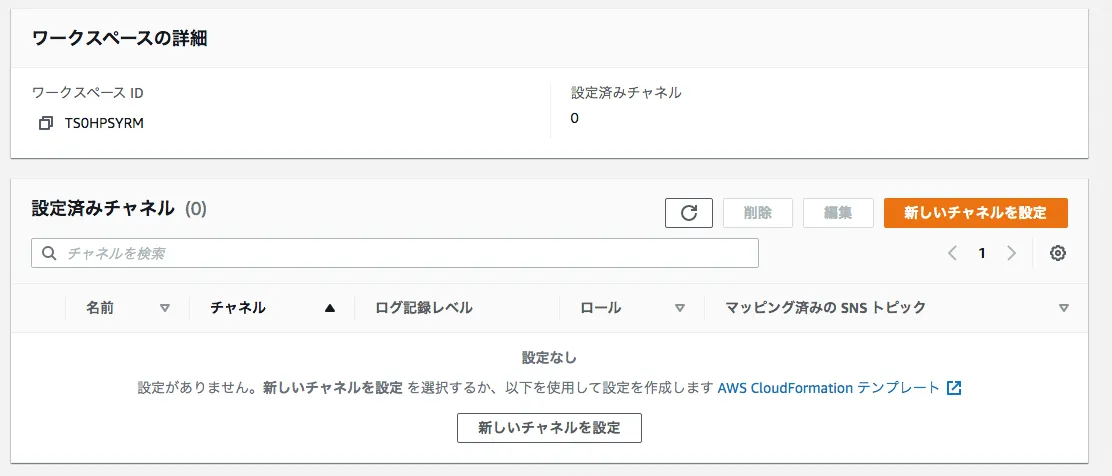 ワークスペースの詳細
ワークスペース ID
設定済みチャネル
TS0HPSYRM
0
設定済みチャネル (0)
削除
編集
新しいチャネルを設定
チャネルを検索
1
名前
チャネル
ログ記録レベル
ロール
マッピング済みの SNS トピック
設定なし
設定がありません。新しいチャネルを設定 を選択するか、以下を使用して設定を作成します AWS CloudFormation テンプレート
新しいチャネルを設定